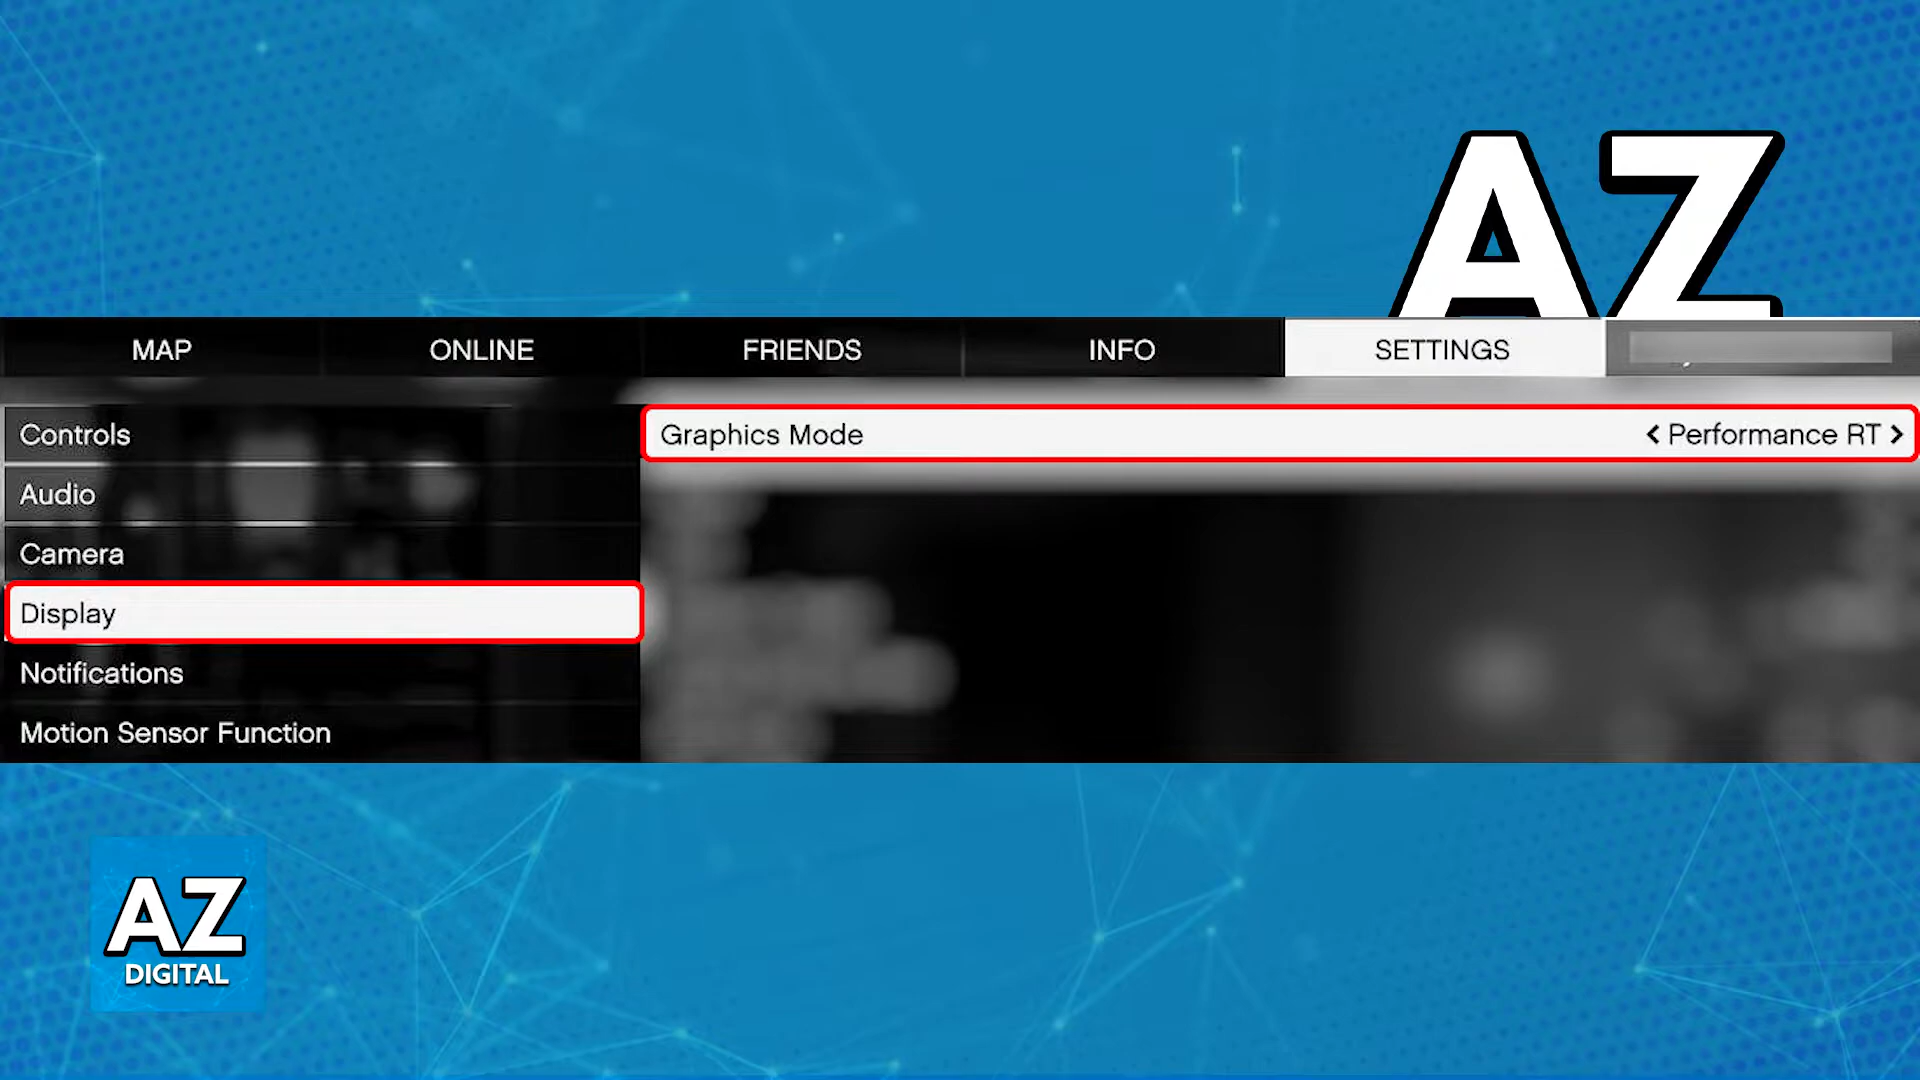 AZ
MAP ONLINE FRIENDS INFO SETTINGS
Controls
Graphics Mode < Performance RT >
Audio
Camera
Display
Notifications
Motion Sensor Function
AZ
DIGITAL